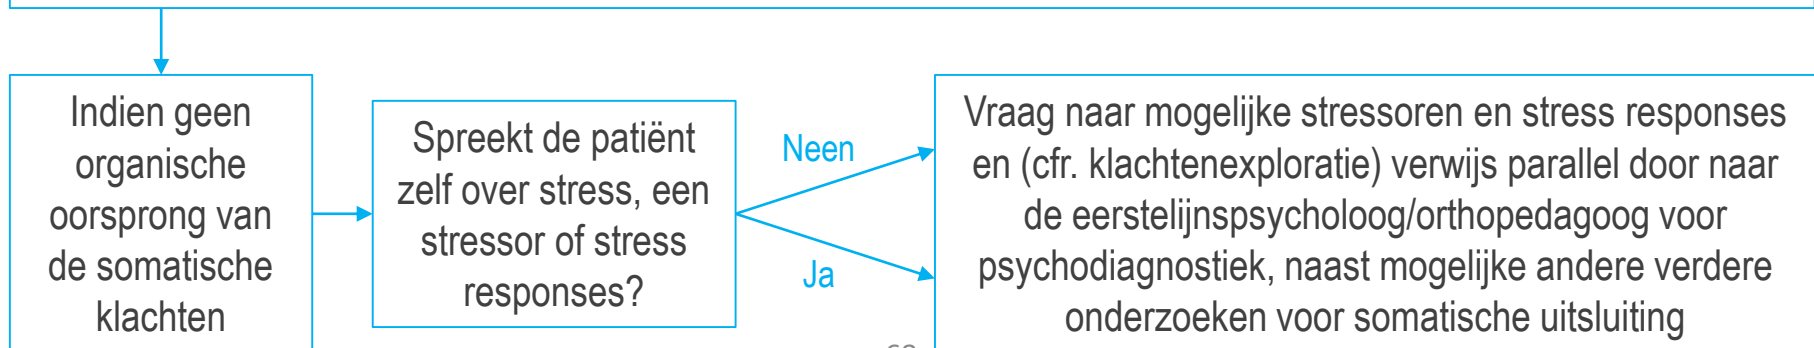 Indien geen
organische
oorsprong van
de somatische
klachten
Spreekt de patiënt
zelf over stress, een
stressor of stress
responses?
Neen
Ja
Vraag naar mogelijke stressoren en stress responses
en (cfr. klachtenexploratie) verwijs parallel door naar
de eerstelijnspsycholoog/orthopedagoog voor
psychodiagnostiek, naast mogelijke andere verdere
onderzoeken voor somatische uitsluiting